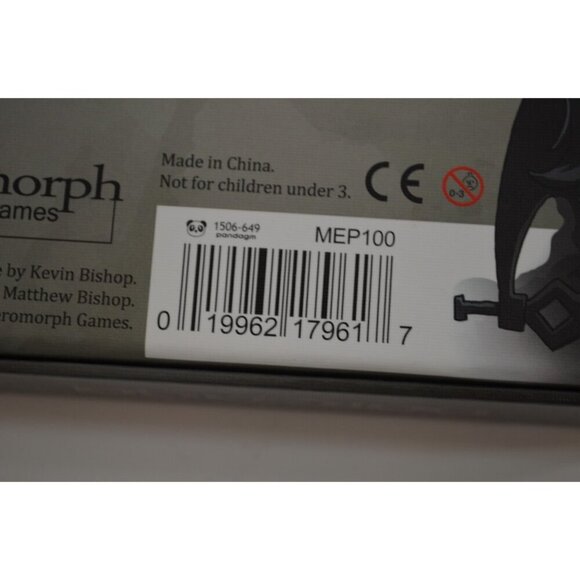 morph
ames
Made in China.
Not for children under 3.
CE
0-3
1506-649
pandagm
MEP100
by Kevin Bishop.
Matthew Bishop.
romorph Games.
0 19962 17961 7